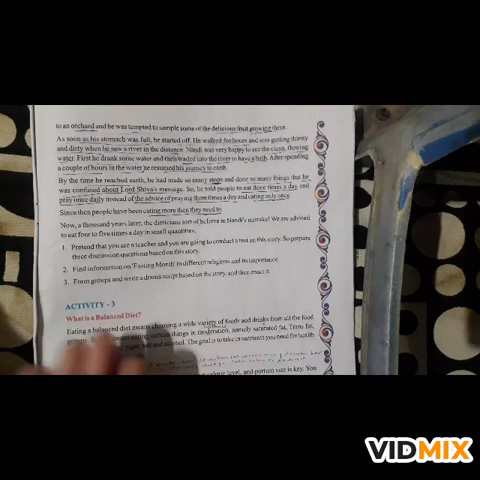 to an orchard and he was tempted to sample some of the delicious fruit growing there.
As soon as his stomach was full, he started off. He walked for hours and was getting thirsty
and dirty when he saw a river in the distance. Nandi was very happy to see the clean, flowing
water. First he drank some water and then waded into the river to have a bath. After spending
a couple of hours in the water he resumed his journey to earth.
By the time he reached earth, he had made so many stops and done so many things that he
was confused about Lord Shiva's message. So, he told people to eat three times a day and
pray once daily instead of the advice of praying three times a day and eating only once.
Since then people have been eating more then they need to.
Now, a thousand years later, the dieticians sort of believe in Nandi's mistake! We are advised
to eat four to five times a day in small quantities.
1. Pretend that you are a teacher and you are going to conduct a test on this story. So prepare
three discussion questions based on this story.
2. Find information on 'Fasting Month' in different religions and its importance.
3. Form groups and write a drama script based on the story, and then enact it.
ACTIVITY - 3
What is a Balanced Diet?
Eating a balanced diet means choosing a wide variety of foods and drinks from all the food
things in moderation, namely saturated fat, Trans fat,
salt and alcohol. The goal is to take in nutrients you need for health
calorie level, and portion size is key. You
VIDMIX